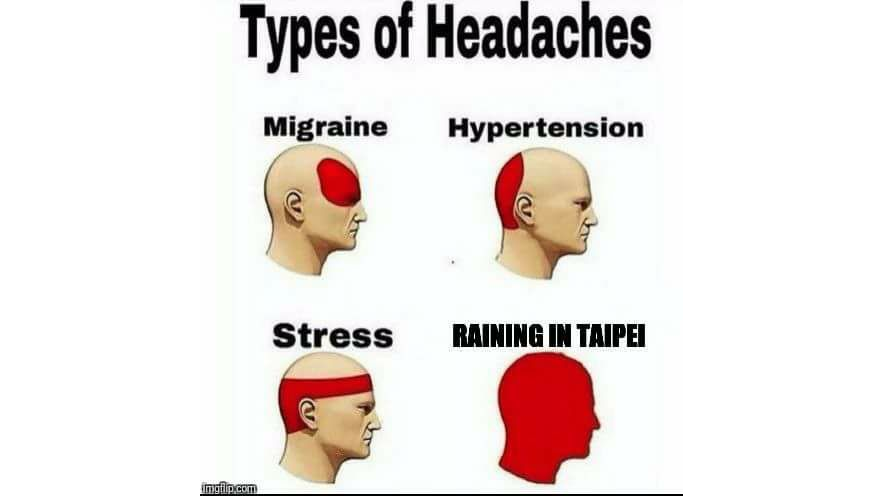 Types of Headaches
Migraine
Hypertension
Stress
RAINING IN TAIPEI
imgflip.com